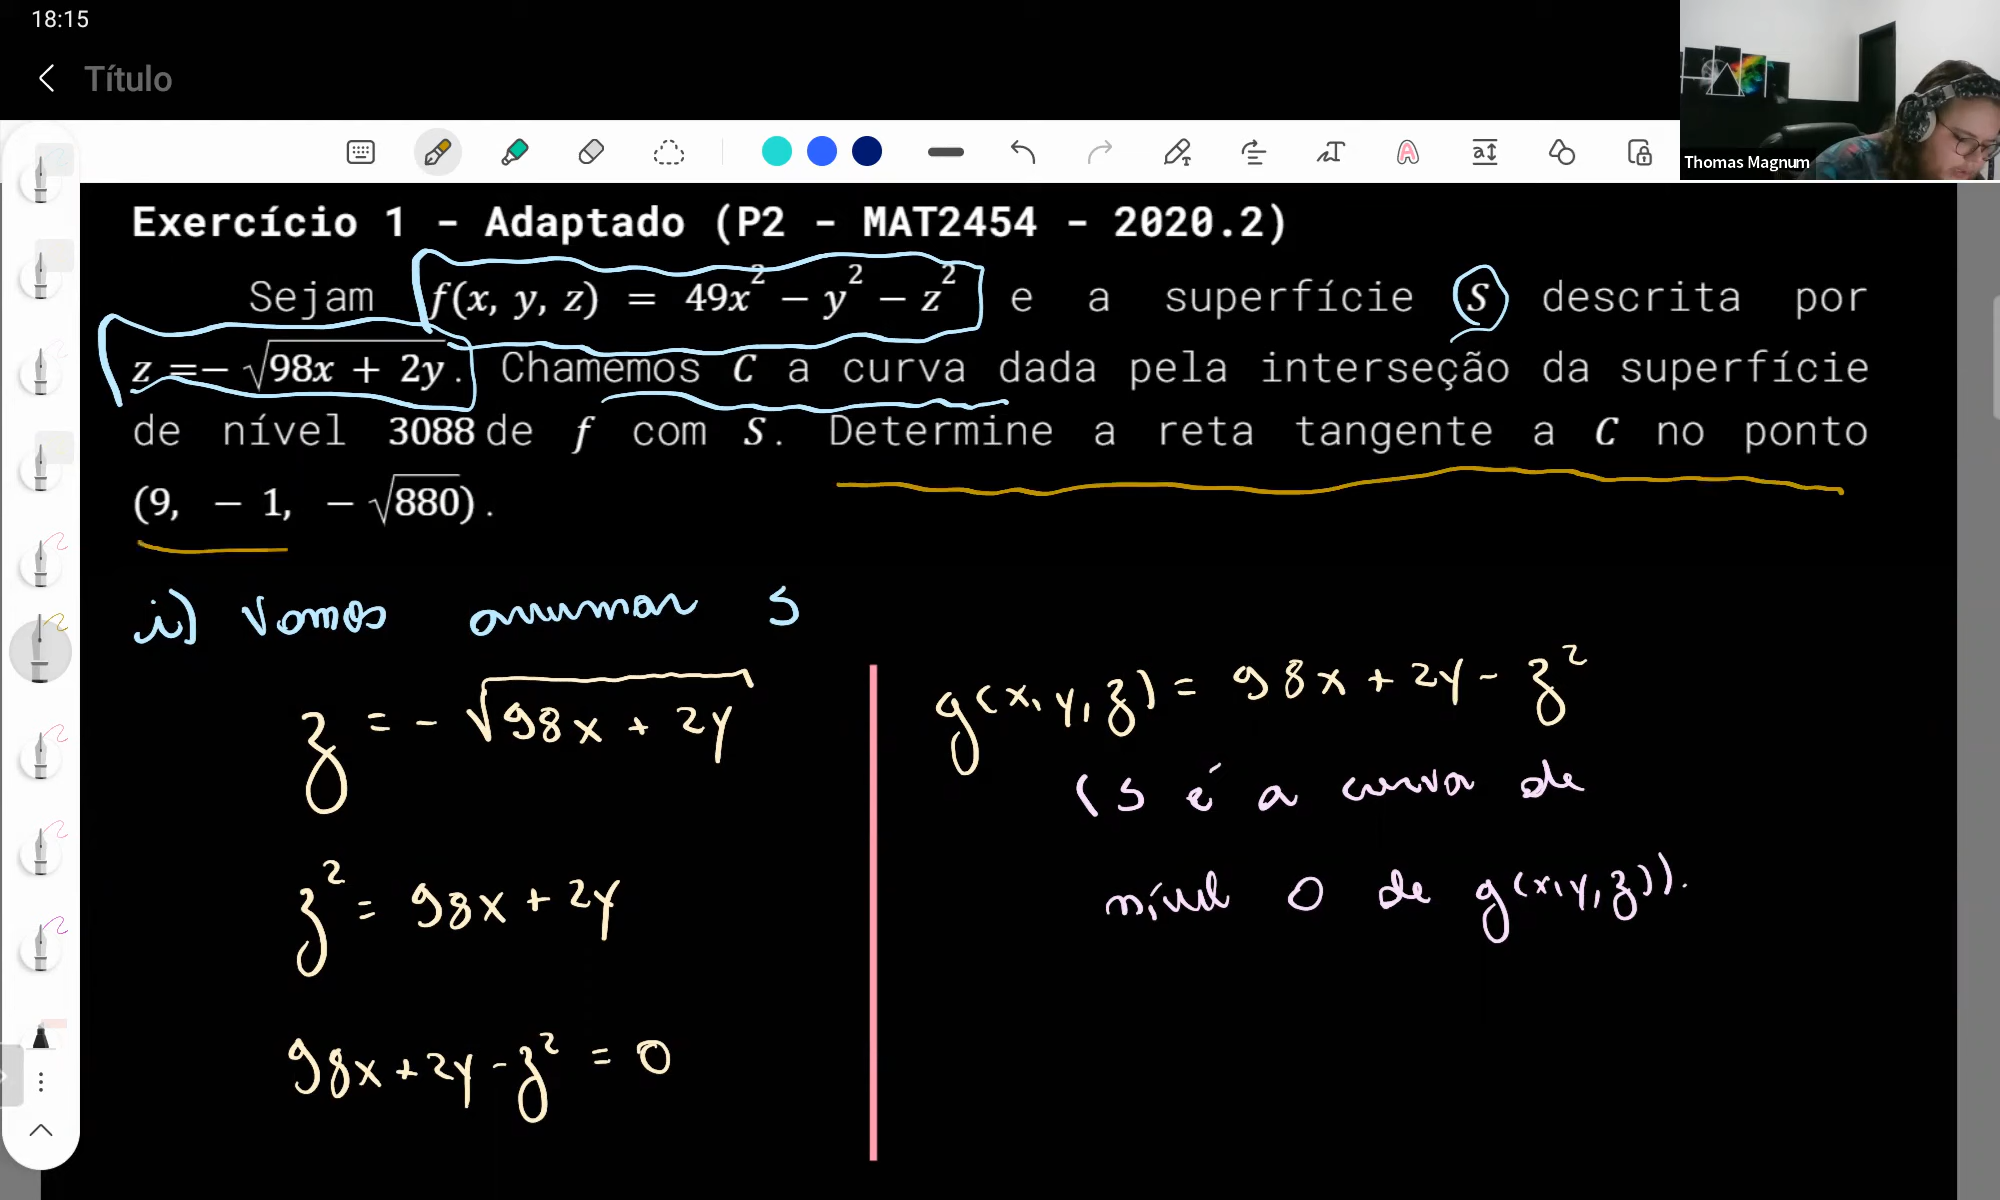 18:15
Título
Thomas Magnum
Exercício 1 - Adaptado (P2 - MAT2454 - 2020.2)
Sejam f(x, y, z) = 49x² − y² − z² e a superfície S descrita por
z =− √98x + 2y. Chamemos C a curva dada pela interseção da superfície
de nível 3088 de f com S. Determine a reta tangente a C no ponto
(9, − 1, − √880).
i) Vamos arrumar S
z = - √98x + 2y
z² = 98x + 2y
98x + 2y - z² = 0
g(x, y, z) = 98x + 2y - z²
(S é a curva de
nível 0 de g(x,y,z)).